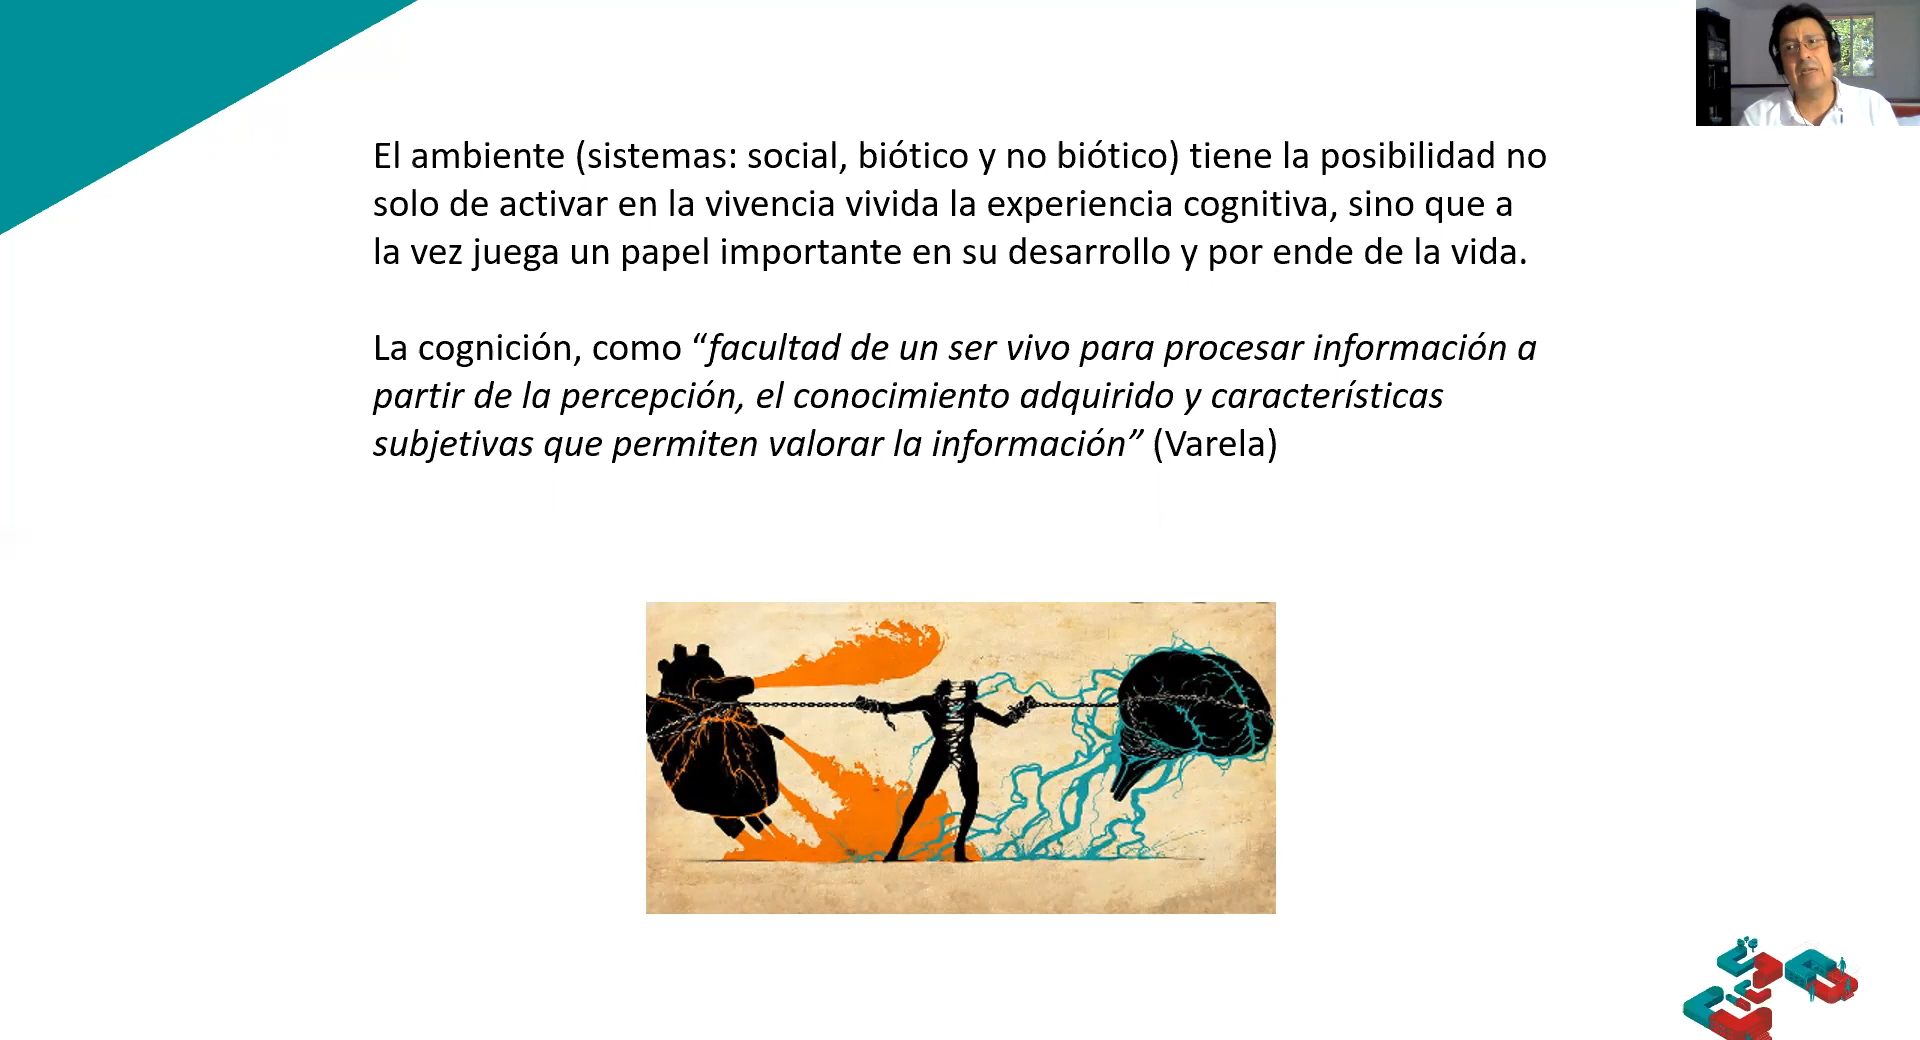 El ambiente (sistemas: social, biótico y no biótico) tiene la posibilidad no
solo de activar en la vivencia vivida la experiencia cognitiva, sino que a
la vez juega un papel importante en su desarrollo y por ende de la vida.
La cognición, como “facultad de un ser vivo para procesar información a
partir de la percepción, el conocimiento adquirido y características
subjetivas que permiten valorar la información” (Varela)